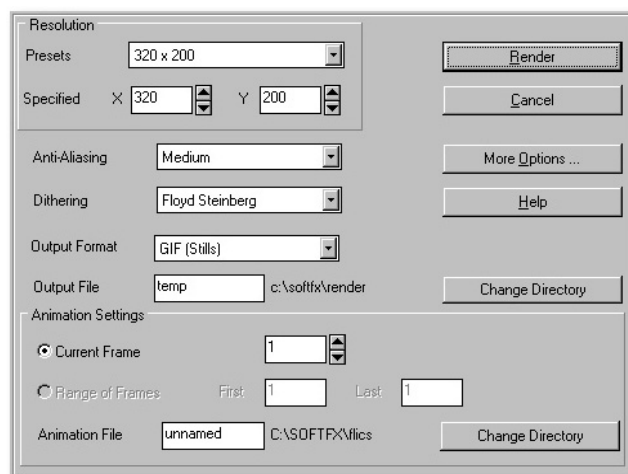 Resolution
Presets 320 x 200 Render
Specified X 320 Y 200 Cancel
Anti-Aliasing Medium More Options ...
Dithering Floyd Steinberg Help
Output Format GIF (Stills)
Output File temp c:\softfx\render Change Directory
Animation Settings
Current Frame 1
Range of Frames First 1 Last 1
Animation File unnamed C:\SOFTFX\flics Change Directory